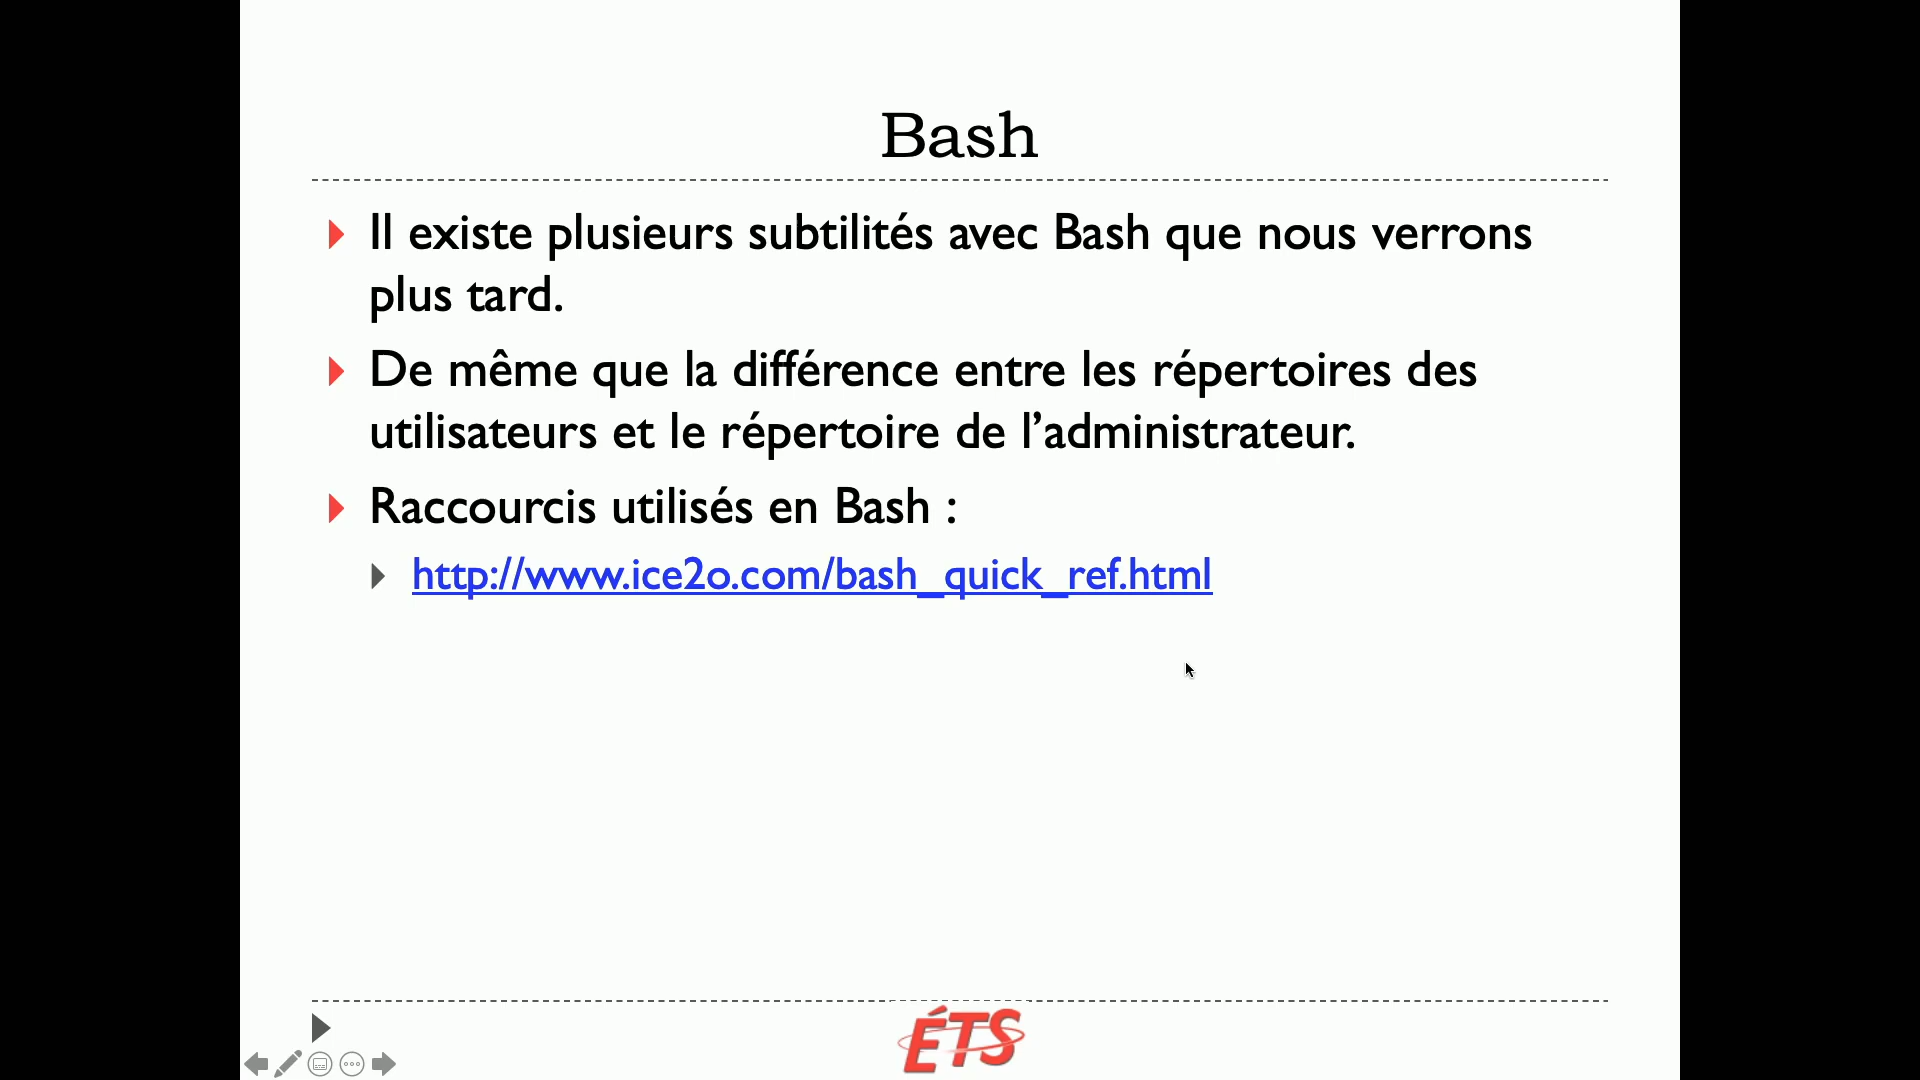 Bash
Il existe plusieurs subtilités avec Bash que nous verrons
plus tard.
De même que la différence entre les répertoires des
utilisateurs et le répertoire de l’administrateur.
Raccourcis utilisés en Bash :
http://www.ice2o.com/bash_quick_ref.html
ÉTS